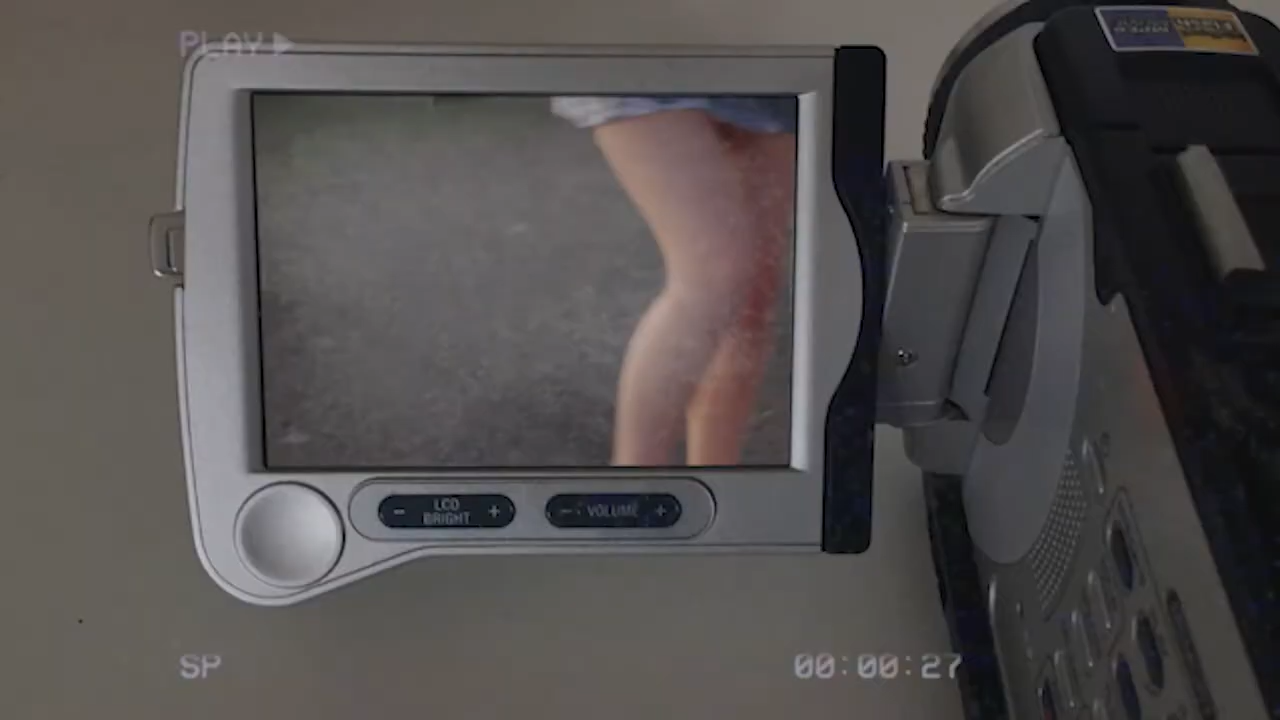 PLAY
LCD
BRIGHT
- +
- VOLUME +
SP
00:00:27